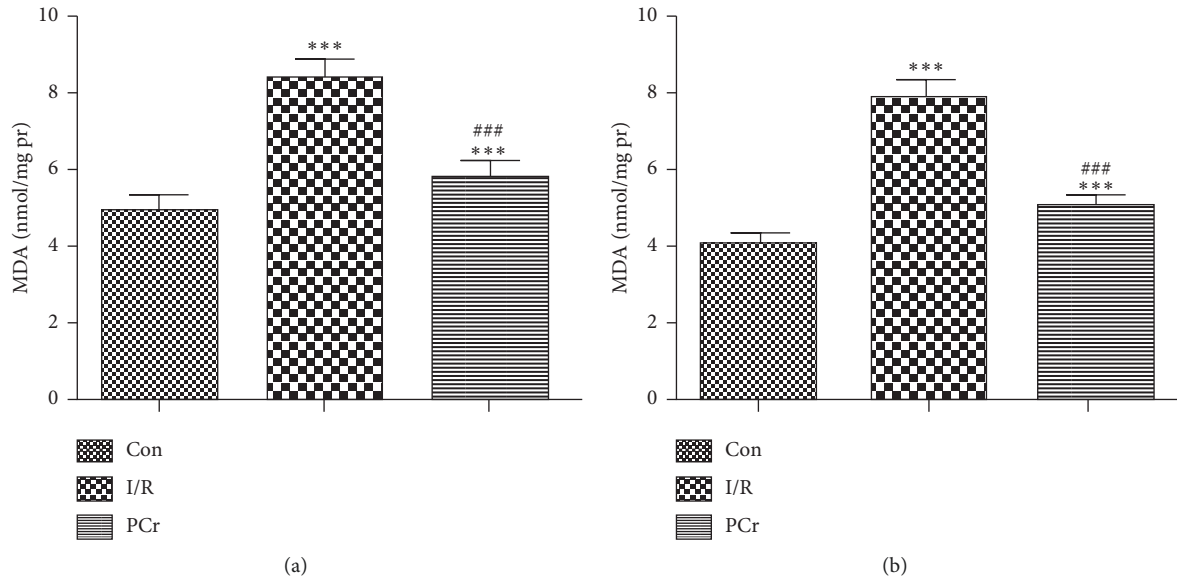 10
8
6
4
2
0
MDA (nmol/mg pr)
***
###
***
Con
I/R
PCr
(a)
10
8
6
4
2
0
MDA (nmol/mg pr)
***
###
***
Con
I/R
PCr
(b)